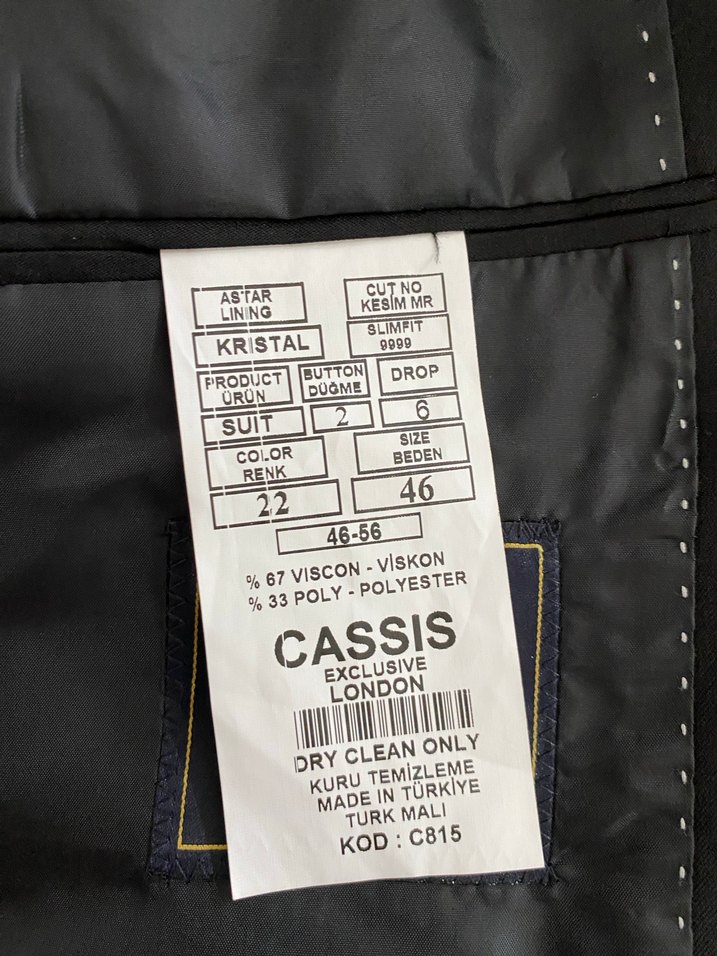 ASTAR
LINING
CUT NO
KESİM MR
KRISTAL
SLIMFIT
9999
PRODUCT
ÜRÜN
BUTTON
DÜĞME
DROP
SUIT
2
6
COLOR
RENK
SIZE
BEDEN
22
46
46-56
% 67 VISCON - VİSKON
% 33 POLY - POLYESTER
CASSIS
EXCLUSIVE
LONDON
DRY CLEAN ONLY
KURU TEMİZLEME
MADE IN TÜRKİYE
TURK MALI
KOD : C815